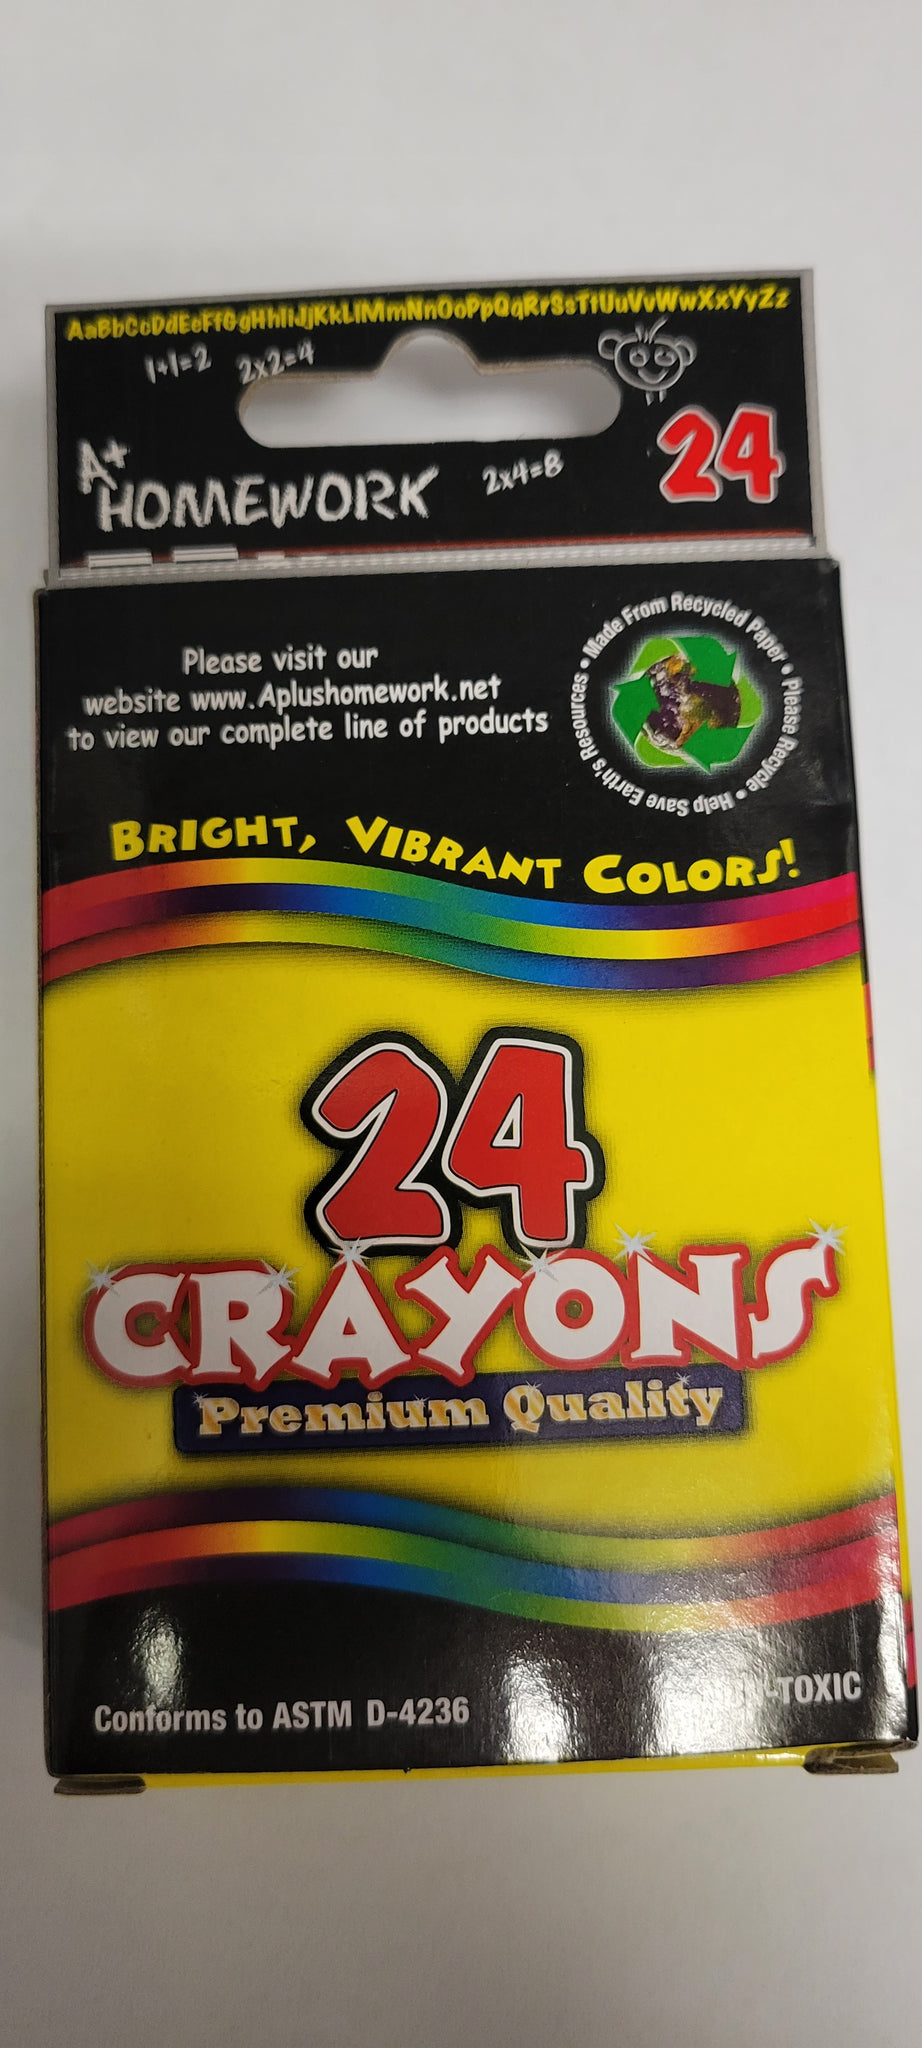 AaBbCcDdEeFfGgHhIiJjKkLlMmNnOoPpQqRrSsTtUuVvWwXxYyZz
1+1=2 2x2=4
A+
HOMEWORK 2x4=8 24
Please visit our
website www.Aplushomework.net
to view our complete line of products
Made From Recycled Paper • Please Recycle • Help Save Earth's Resources •
BRIGHT, VIBRANT COLORS!
24
CRAYONS
Premium Quality
Conforms to ASTM D-4236
-TOXIC